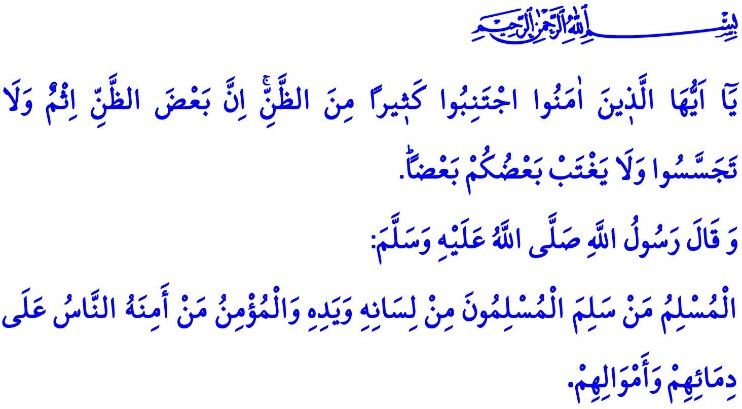 بِسْمِ اللهِ الرَّحْمٰنِ الرَّحِيمِ
يَٓا اَيُّهَا الَّذ۪ينَ اٰمَنُوا اجْتَنِبُوا كَث۪يراً مِنَ الظَّنِّۘ اِنَّ بَعْضَ الظَّنِّ اِثْمٌ وَلَا
تَجَسَّسُوا وَلَا يَغْتَبْ بَعْضُكُمْ بَعْضاًۜ.
وَ قَالَ رَسُولُ اللَّهِ صَلَّى اللَّهُ عَلَيْهِ وَسَلَّمَ:
الْمُسْلِمُ مَنْ سَلِمَ الْمُسْلِمُونَ مِنْ لِسَانِهِ وَيَدِهِ وَالْمُؤْمِنُ مَنْ أَمِنَهُ النَّاسُ عَلَى
دِمَائِهِمْ وَأَمْوَالِهِمْ.